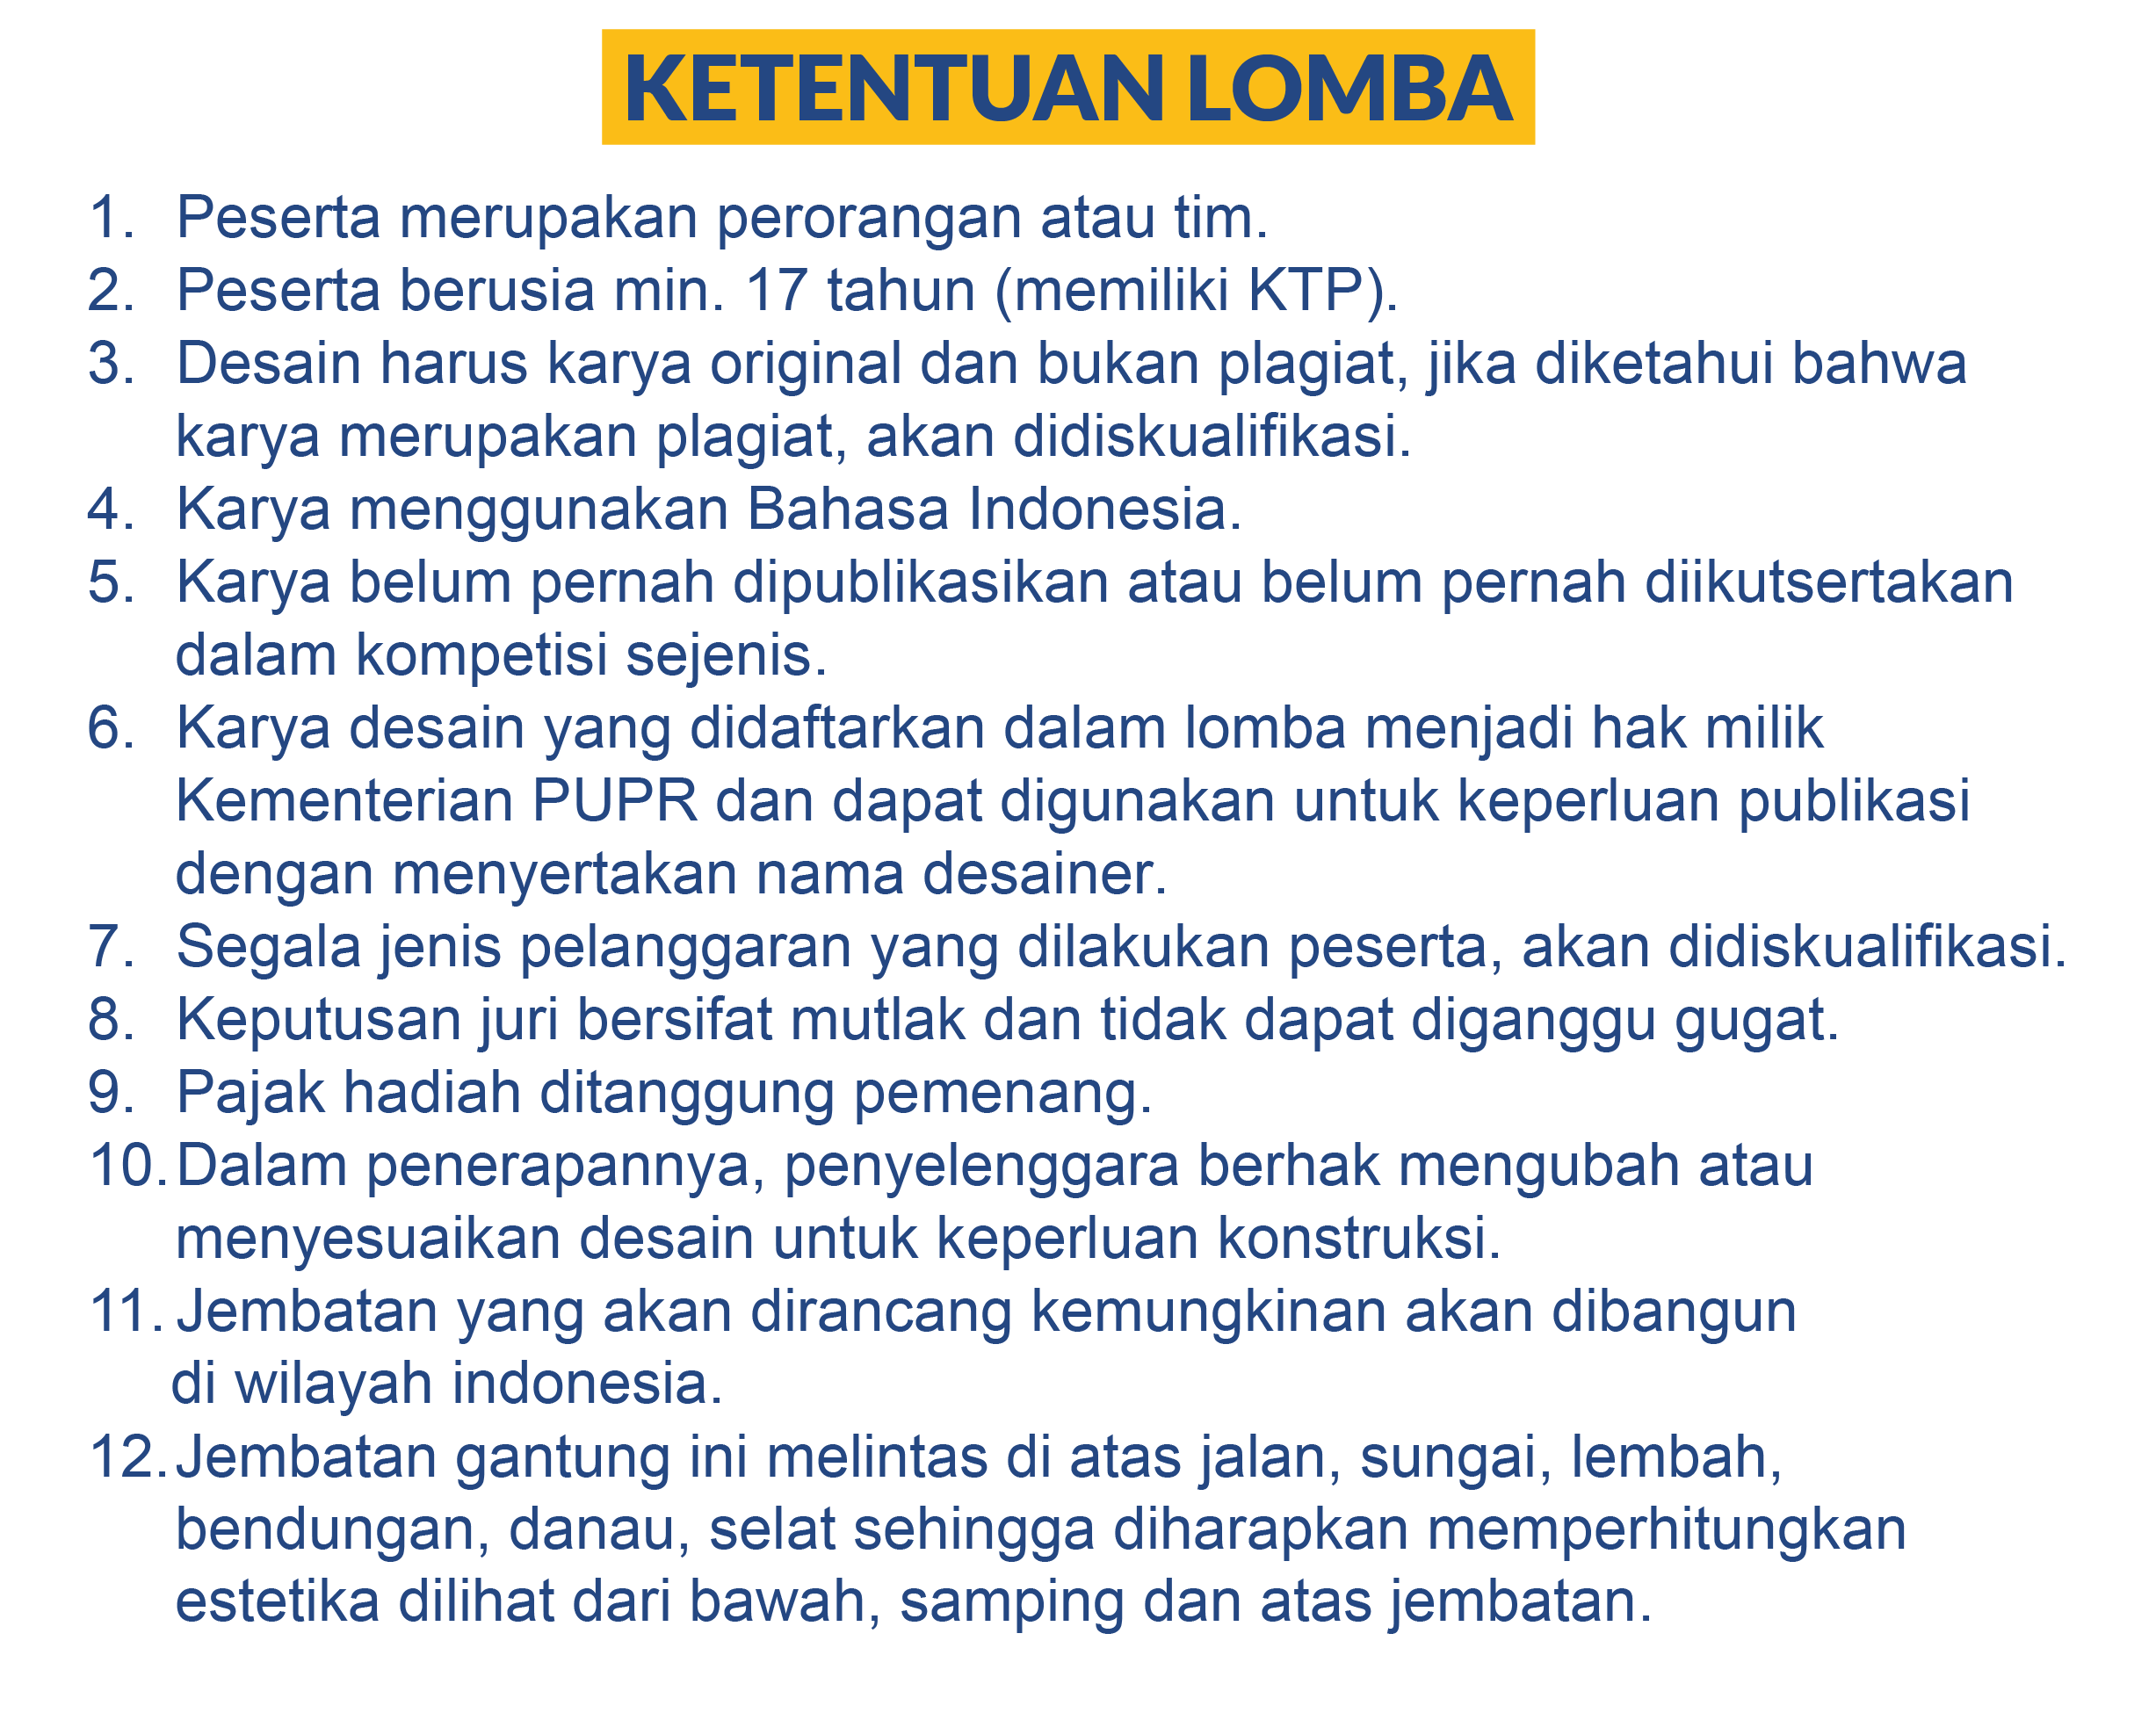 KETENTUAN LOMBA
1. Peserta merupakan perorangan atau tim.
2. Peserta berusia min. 17 tahun (memiliki KTP).
3. Desain harus karya original dan bukan plagiat, jika diketahui bahwa
karya merupakan plagiat, akan didiskualifikasi.
4. Karya menggunakan Bahasa Indonesia.
5. Karya belum pernah dipublikasikan atau belum pernah diikutsertakan
dalam kompetisi sejenis.
6. Karya desain yang didaftarkan dalam lomba menjadi hak milik
Kementerian PUPR dan dapat digunakan untuk keperluan publikasi
dengan menyertakan nama desainer.
7. Segala jenis pelanggaran yang dilakukan peserta, akan didiskualifikasi.
8. Keputusan juri bersifat mutlak dan tidak dapat diganggu gugat.
9. Pajak hadiah ditanggung pemenang.
10. Dalam penerapannya, penyelenggara berhak mengubah atau
menyesuaikan desain untuk keperluan konstruksi.
11. Jembatan yang akan dirancang kemungkinan akan dibangun
di wilayah indonesia.
12. Jembatan gantung ini melintas di atas jalan, sungai, lembah,
bendungan, danau, selat sehingga diharapkan memperhitungkan
estetika dilihat dari bawah, samping dan atas jembatan.